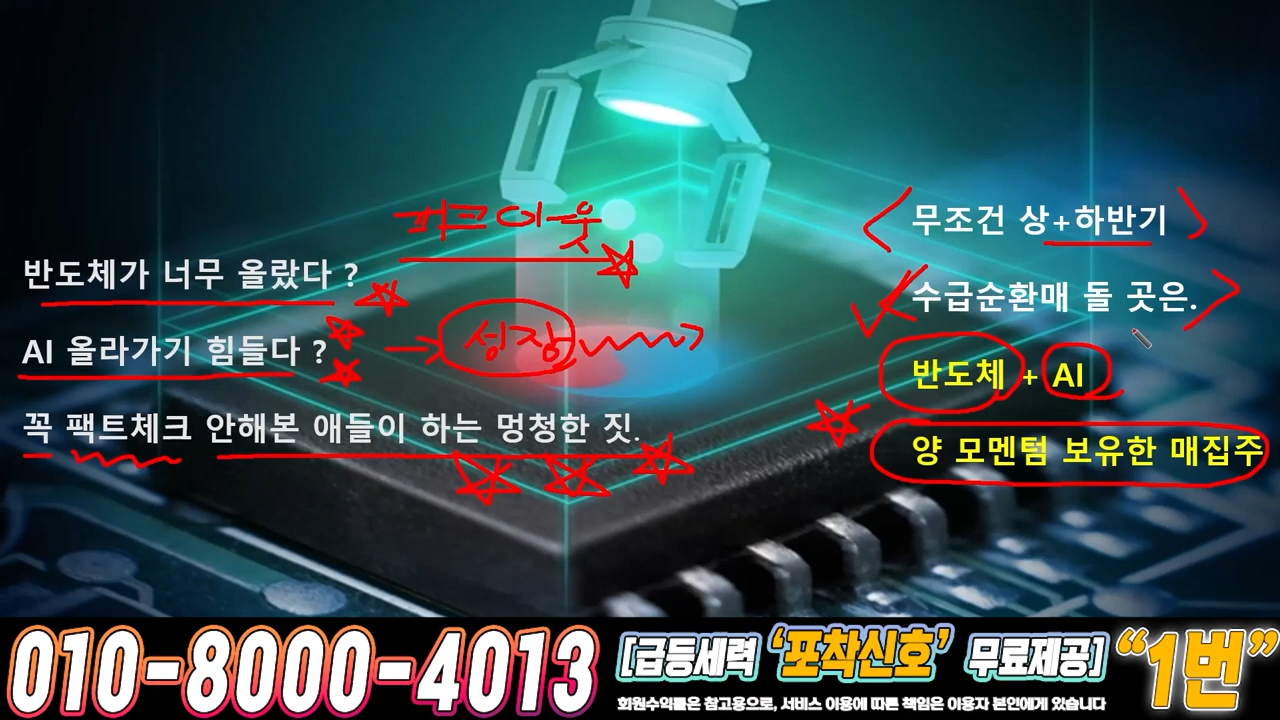 피크아웃
반도체가 너무 올랐다 ?
AI 올라가기 힘들다 ?
성장
꼭 팩트체크 안해본 애들이 하는 멍청한 짓.
무조건 상+하반기
수급순환매 돌 곳은.
반도체 + AI
양 모멘텀 보유한 매집주
010-8000-4013
[급등세력 '포착신호' 무료제공] "1번"
회원수익률은 참고용으로, 서비스 이용에 따른 책임은 이용자 본인에게 있습니다